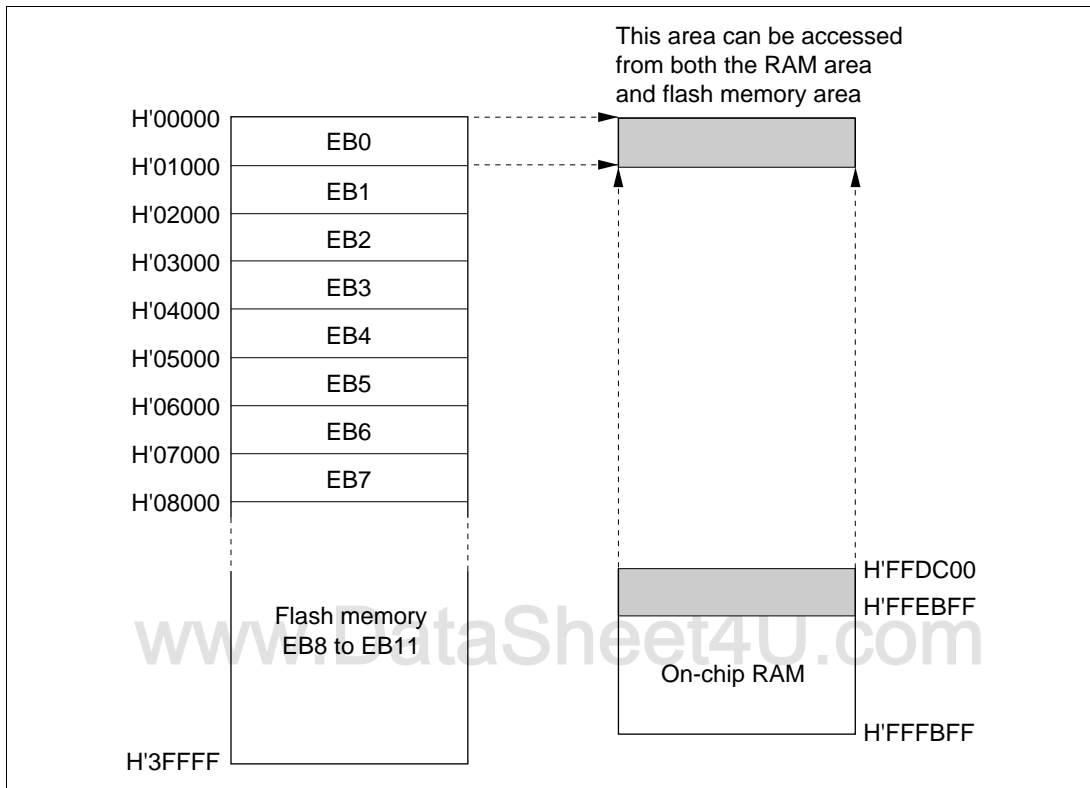 This area can be accessed
from both the RAM area
and flash memory area
H'00000
EB0
H'01000
EB1
H'02000
EB2
H'03000
EB3
H'04000
EB4
H'05000
EB5
H'06000
EB6
H'07000
EB7
H'08000
H'FFDC00
H'FFEBFF
Flash memory
EB8 to EB11
www.DataSheet4U.com
On-chip RAM
H'FFFBFF
H'3FFFF